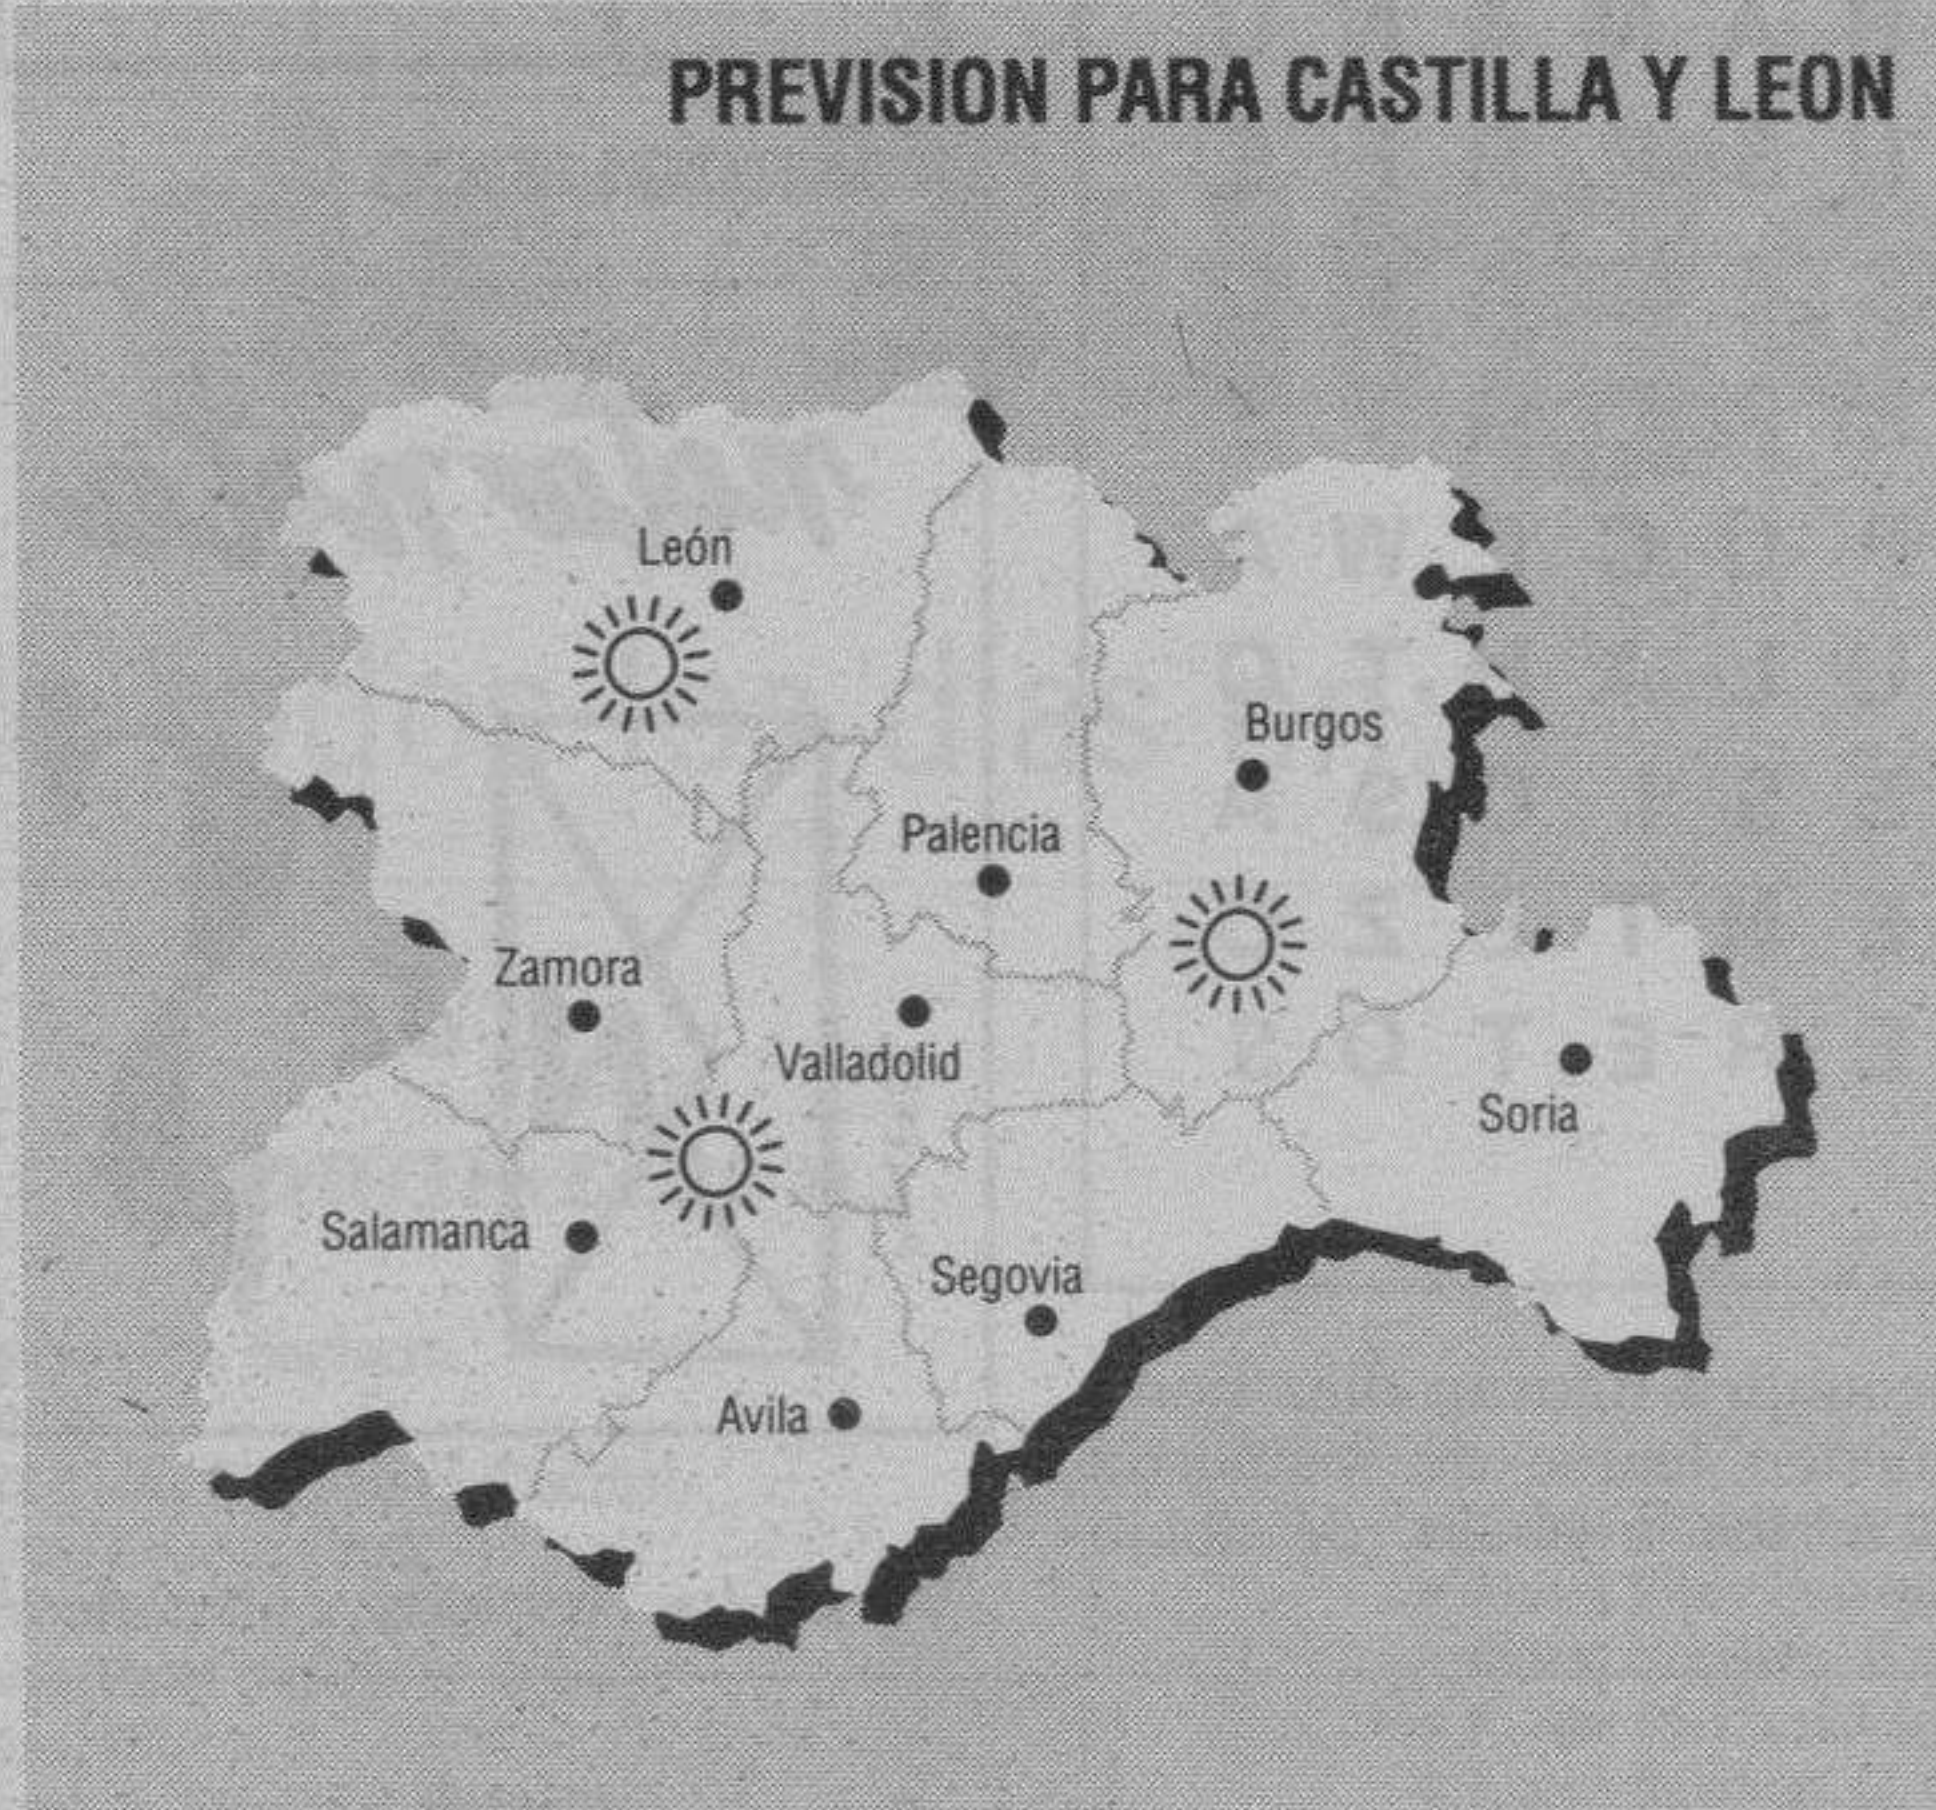 PREVISION PARA CASTILLA Y LEON
León
Burgos
Palencia
Zamora
Valladolid
Soria
Salamanca
Segovia
Avila